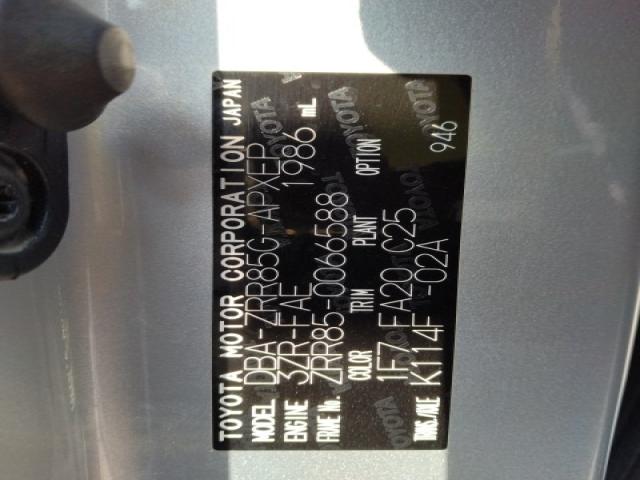 TOYOTA MOTOR CORPORATION JAPAN
MODEL DBA-ZRR85G-APXEP
ENGINE 3ZR-FAE 1986 mL
FRAME No. ZRR85-0066588
COLOR TRIM PLANT OPTION
1F7 FA20 C25 946
TRANS./AXLE K114F -02A